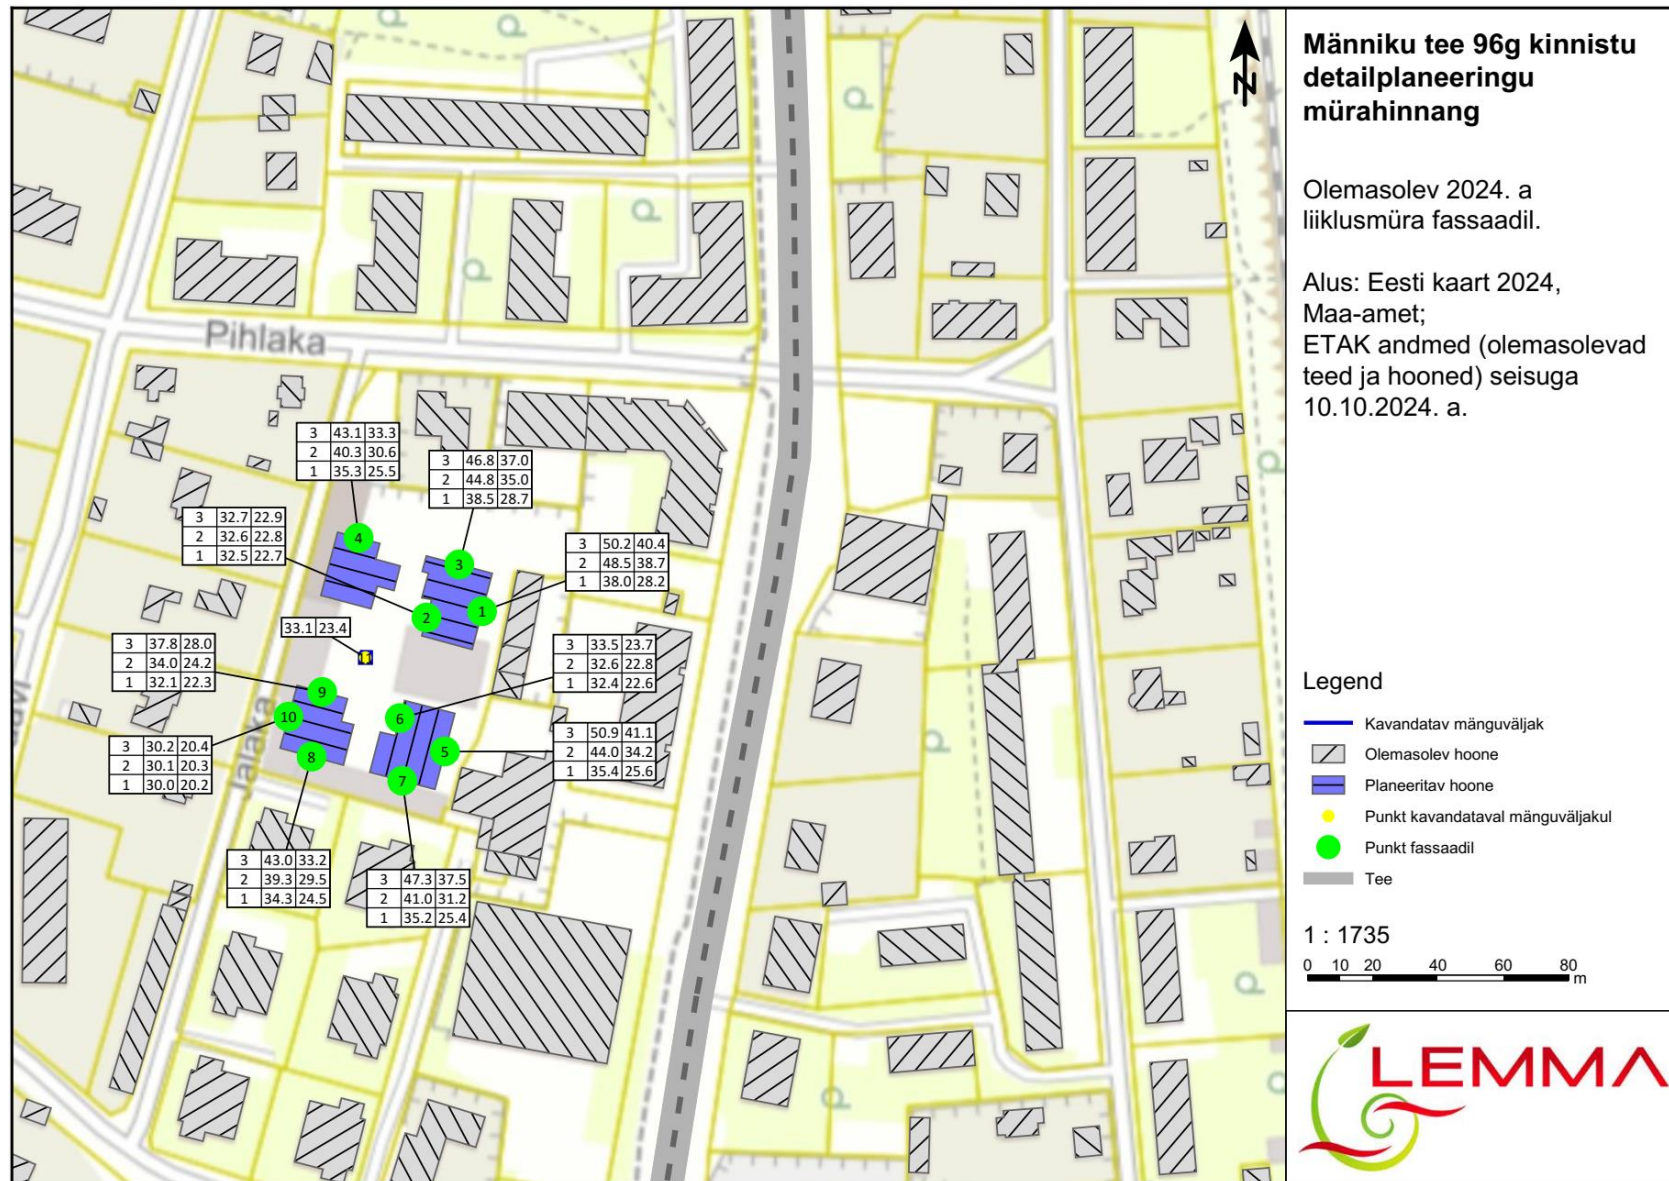 Männiku tee 96g kinnistu
detailplaneeringu
mürahinnang
Olemasolev 2024. a
liiklusmüra fassaadil.
Alus: Eesti kaart 2024,
Maa-amet;
ETAK andmed (olemasolevad
teed ja hooned) seisuga
10.10.2024. a.
Legend
Kavandatav mänguväljak
Olemasolev hoone
Planeeritav hoone
Punkt kavandataval mänguväljakul
Punkt fassaadil
Tee
1 : 1735
0 10 20 40 60 80
m
LEMMA
N
Pihlaka
Jalaka
3 43.1 33.3
2 40.3 30.6
1 35.3 25.5
3 46.8 37.0
2 44.8 35.0
1 38.5 28.7
3 32.7 22.9
2 32.6 22.8
1 32.5 22.7
3 50.2 40.4
2 48.5 38.7
1 38.0 28.2
33.1 23.4
3 37.8 28.0
2 34.0 24.2
1 32.1 22.3
3 33.5 23.7
2 32.6 22.8
1 32.4 22.6
3 30.2 20.4
2 30.1 20.3
1 30.0 20.2
3 50.9 41.1
2 44.0 34.2
1 35.4 25.6
3 43.0 33.2
2 39.3 29.5
1 34.3 24.5
3 47.3 37.5
2 41.0 31.2
1 35.2 25.4
4
3
2
1
9
10
8
6
5
7